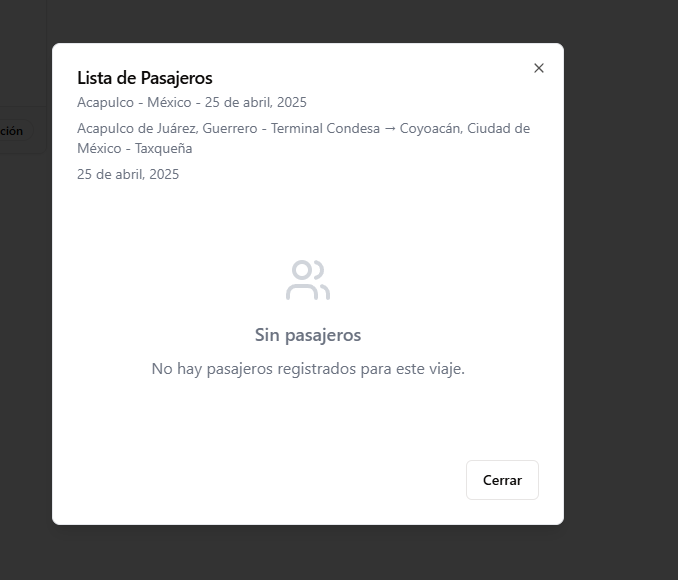 Lista de Pasajeros
Acapulco - México - 25 de abril, 2025
Acapulco de Juárez, Guerrero - Terminal Condesa → Coyoacán, Ciudad de
México - Taxqueña
25 de abril, 2025
ción
Sin pasajeros
No hay pasajeros registrados para este viaje.
Cerrar